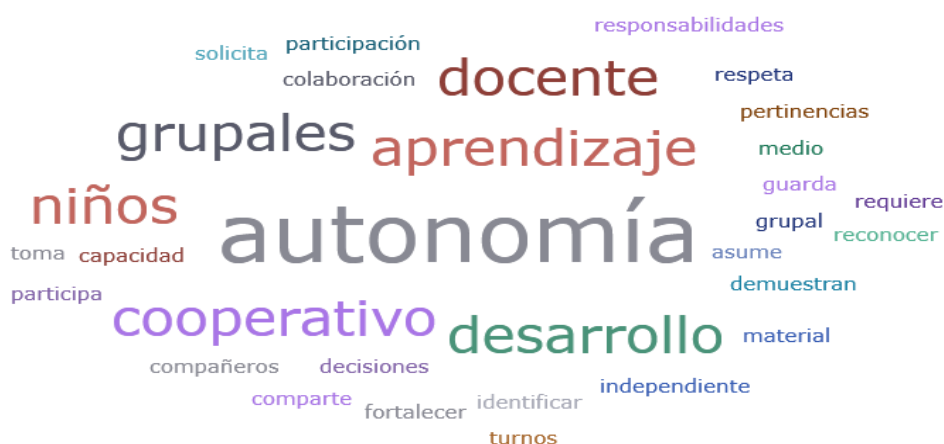 responsabilidades
solicita participación
colaboración docente respeta
grupales aprendizaje pertinencias
medio
niños autonomía guarda requiere
grupal reconocer
toma capacidad asume
participa demuestran
cooperativo desarrollo material
compañeros decisiones
comparte fortalecer identificar independiente
turnos